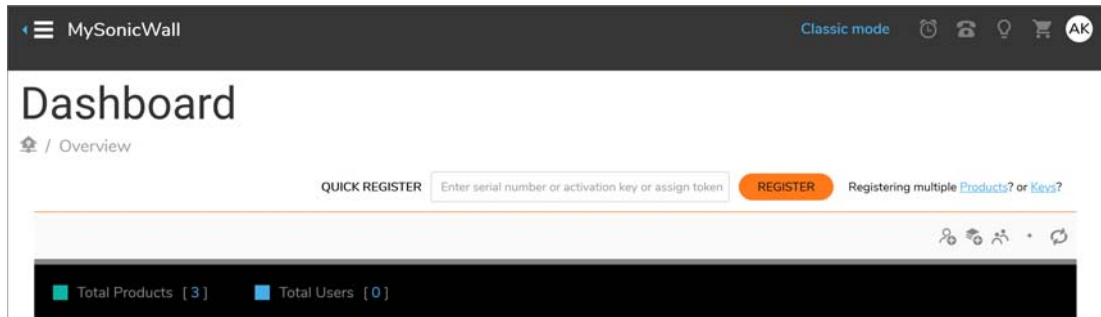 MySonicWall Classic mode AK
Dashboard
/ Overview
QUICK REGISTER Enter serial number or activation key or assign token REGISTER Registering multiple Products? or Keys?
Total Products [ 3 ] Total Users [ 0 ]